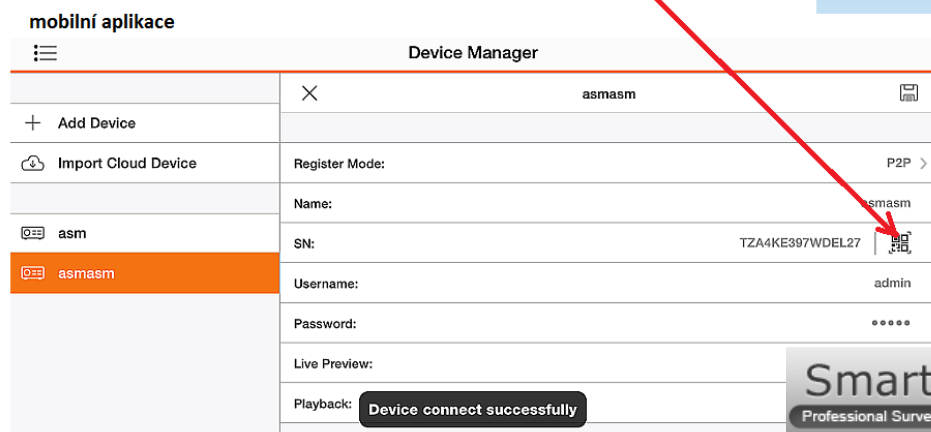 mobilní aplikace
Device Manager
asmasm
Add Device
Import Cloud Device
asm
asmasm
Register Mode: P2P
Name: asmasm
SN: TZA4KE397WDEL27
Username: admin
Password: •••••
Live Preview:
Playback:
Device connect successfully
Smart
Professional Surve